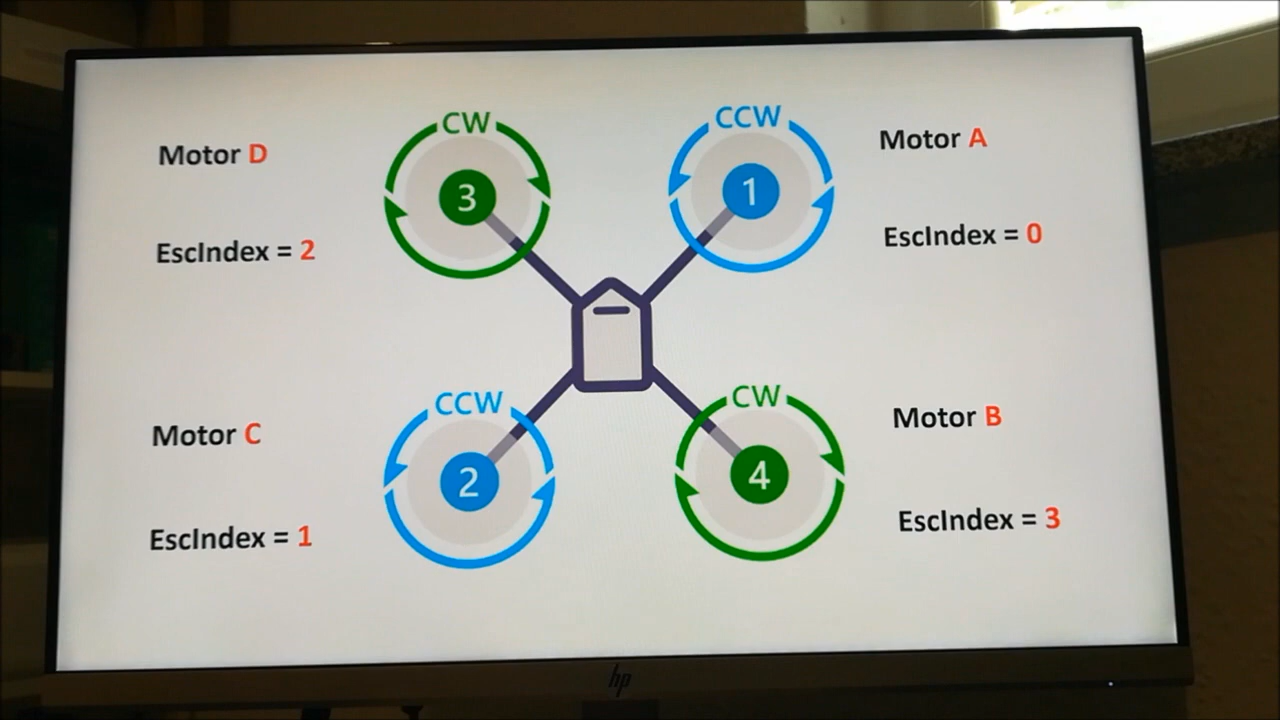 CW
CCW
Motor D
Motor A
3
1
EscIndex = 2
EscIndex = 0
CCW
CW
Motor C
Motor B
2
4
EscIndex = 1
EscIndex = 3
hp